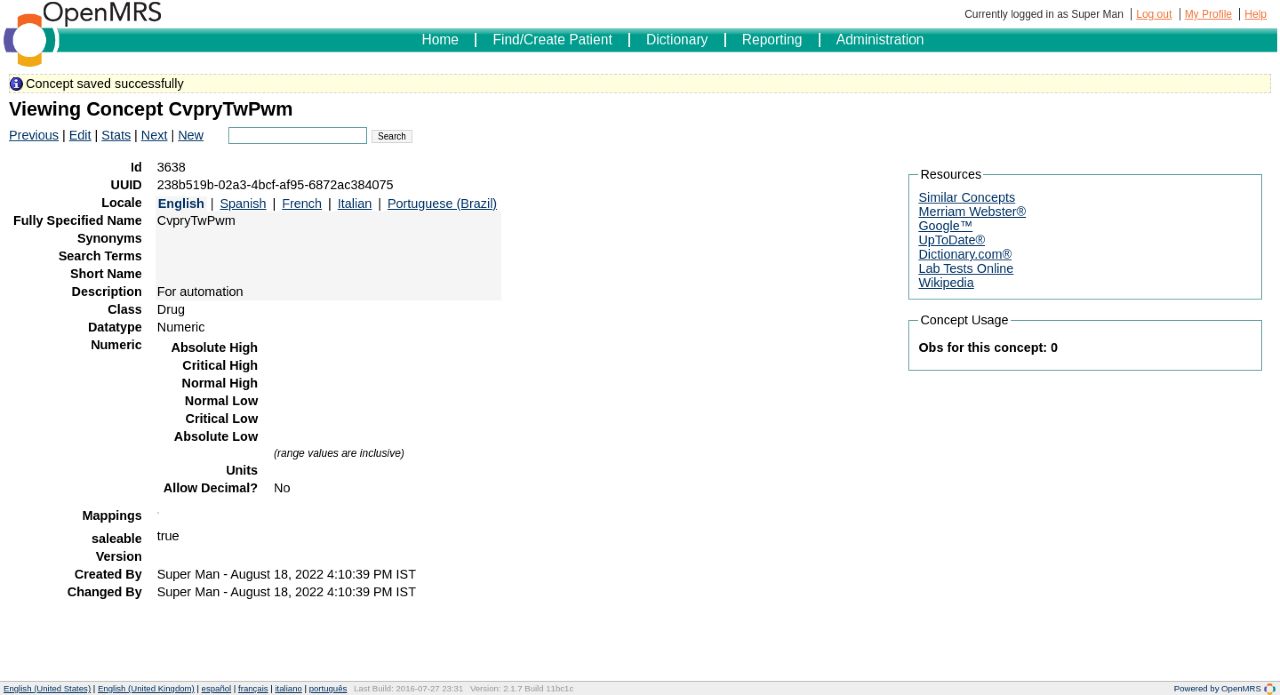 OpenMRS
Currently logged in as Super Man | Log out | My Profile | Help
Home | Find/Create Patient | Dictionary | Reporting | Administration
Concept saved successfully
Viewing Concept CvpryTwPwm
Previous | Edit | Stats | Next | New Search
Id 3638
UUID 238b519b-02a3-4bcf-af95-6872ac384075
Locale English | Spanish | French | Italian | Portuguese (Brazil)
Fully Specified Name CvpryTwPwm
Synonyms
Search Terms
Short Name
Description For automation
Class Drug
Datatype Numeric
Numeric
Absolute High
Critical High
Normal High
Normal Low
Critical Low
Absolute Low
(range values are inclusive)
Units
Allow Decimal? No
Mappings
saleable true
Version
Created By Super Man - August 18, 2022 4:10:39 PM IST
Changed By Super Man - August 18, 2022 4:10:39 PM IST
Resources
Similar Concepts
Merriam Webster®
Google™
UpToDate®
Dictionary.com®
Lab Tests Online
Wikipedia
Concept Usage
Obs for this concept: 0
English (United States) | English (United Kingdom) | español | français | italiano | português Last Build: 2016-07-27 23:31 Version: 2.1.7 Build 11bc1c
Powered by OpenMRS